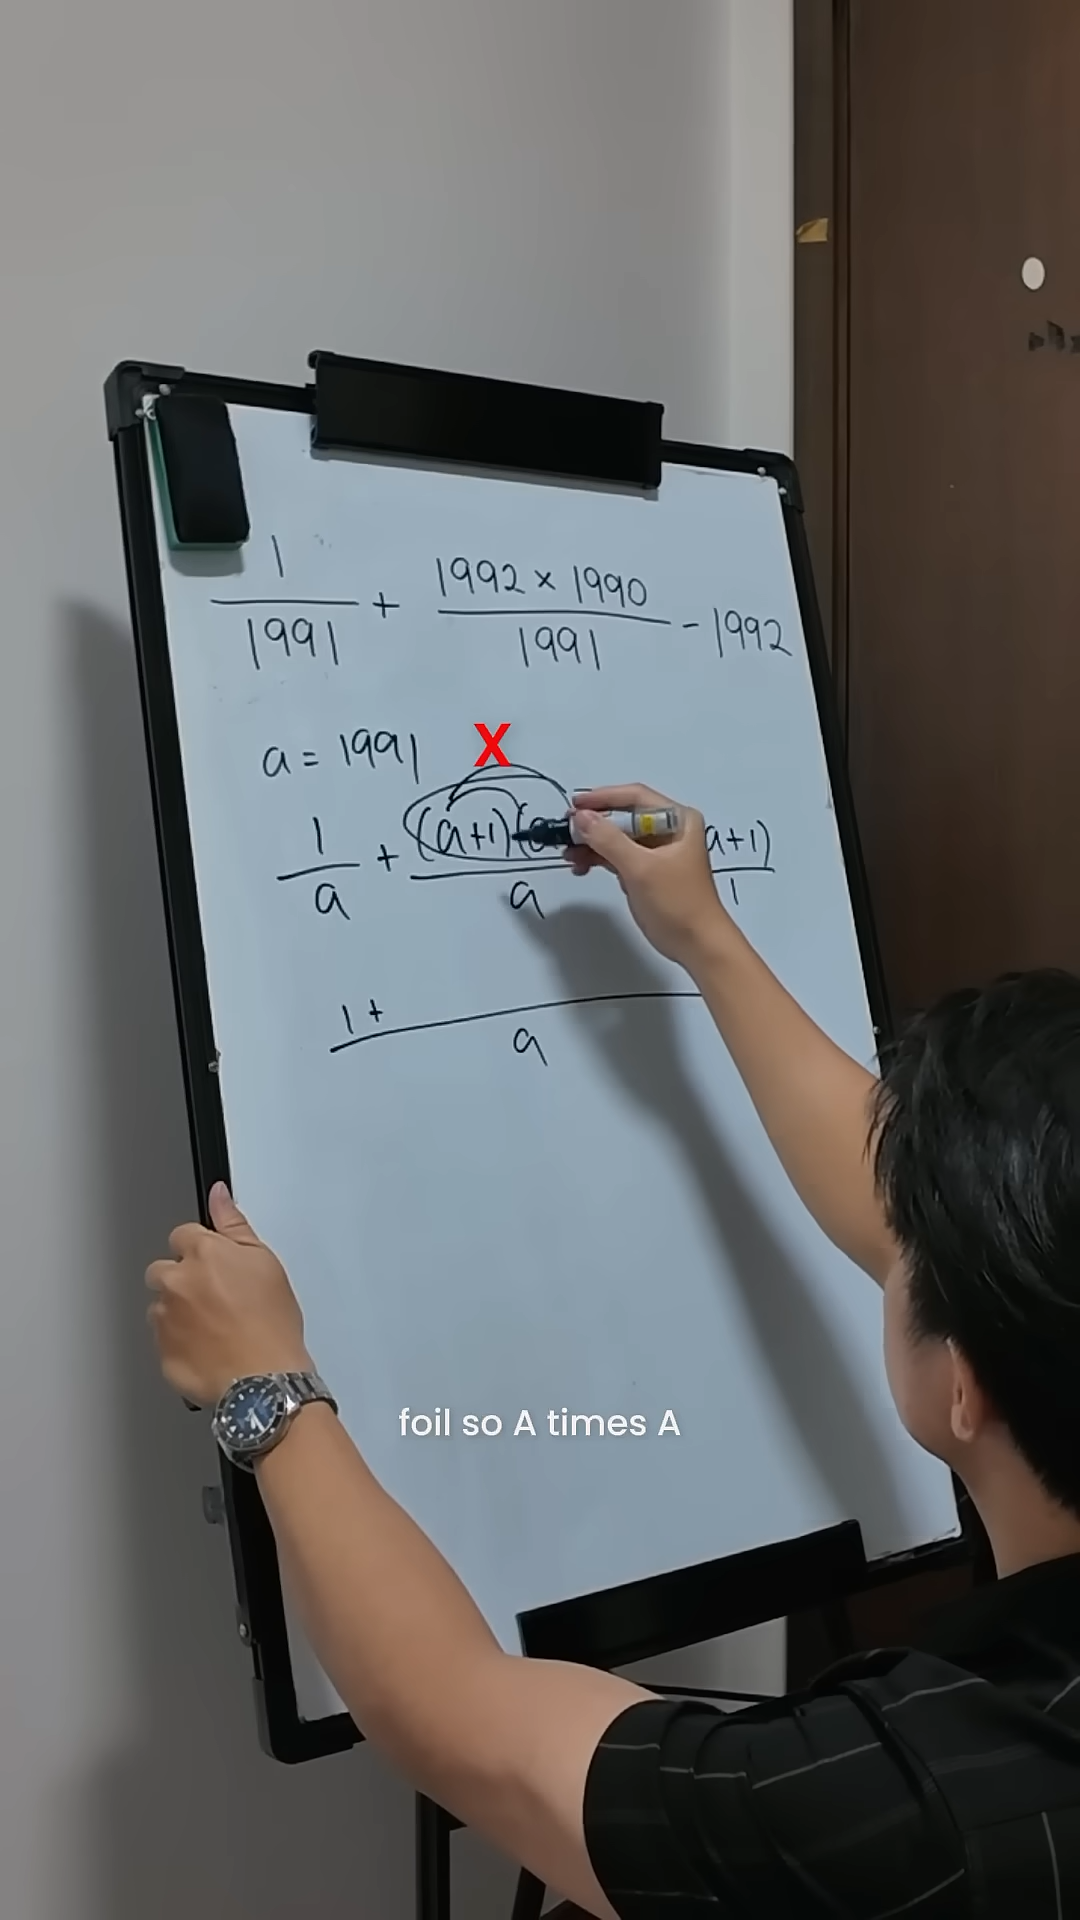 1
1991
+
1992 x 1990
1991
- 1992
a = 1991
X
1
a
+
((a+1)(
a
a+1)
1
1 +
a
foil so A times A